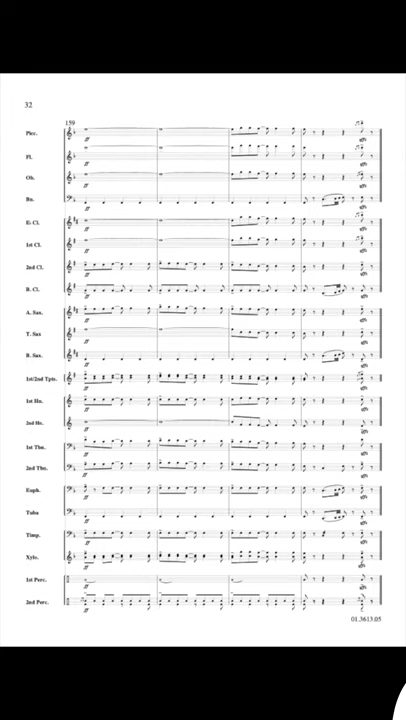 32
159
Picc.
Fl.
Ob.
Bn.
E♭ Cl.
1st Cl.
2nd Cl.
B. Cl.
A. Sax.
T. Sax
B. Sax.
1st/2nd Tpts.
1st Hn.
2nd Hn.
1st Tbn.
2nd Tbn.
Euph.
Tuba
Timp.
Xylo.
1st Perc.
2nd Perc.
01.3613.05